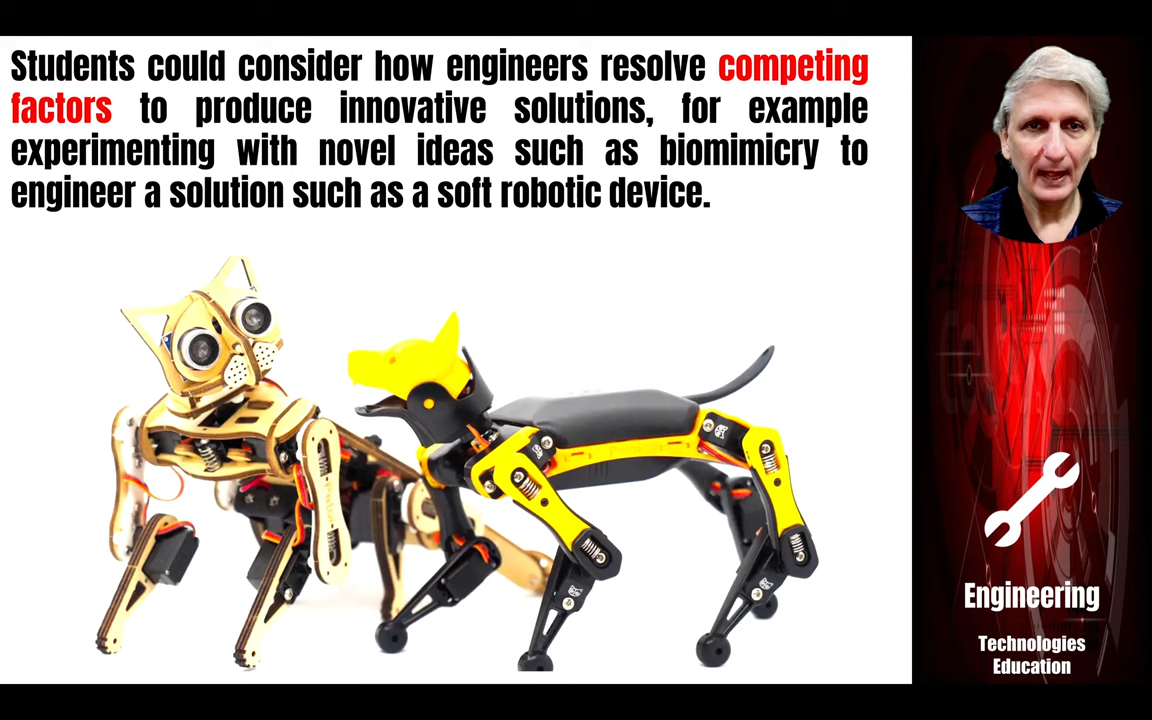 Students could consider how engineers resolve competing
factors to produce innovative solutions, for example
experimenting with novel ideas such as biomimicry to
engineer a solution such as a soft robotic device.
Engineering
Technologies
Education